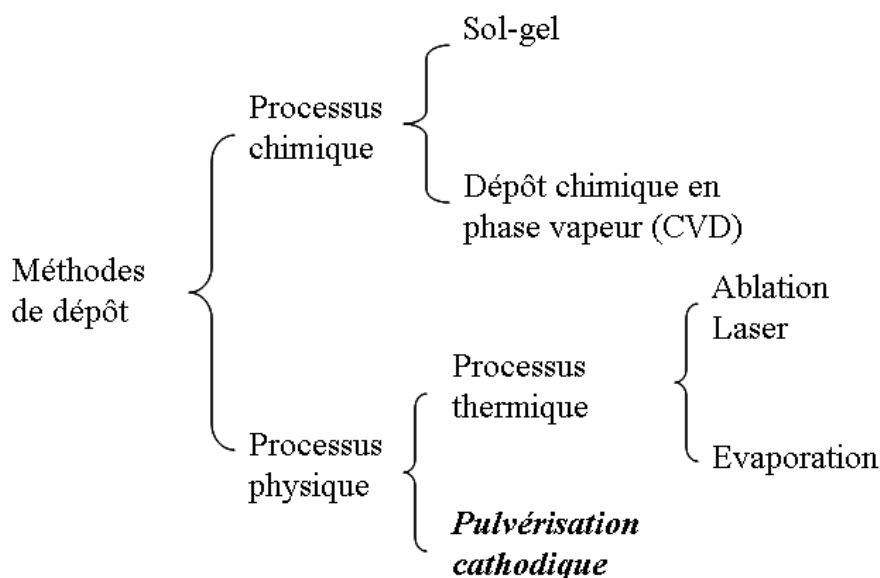 Sol-gel
Processus
chimique
Dépôt chimique en
phase vapeur (CVD)
Méthodes
de dépôt
Ablation
Laser
Processus
thermique
Evaporation
Processus
physique
Pulvérisation
cathodique